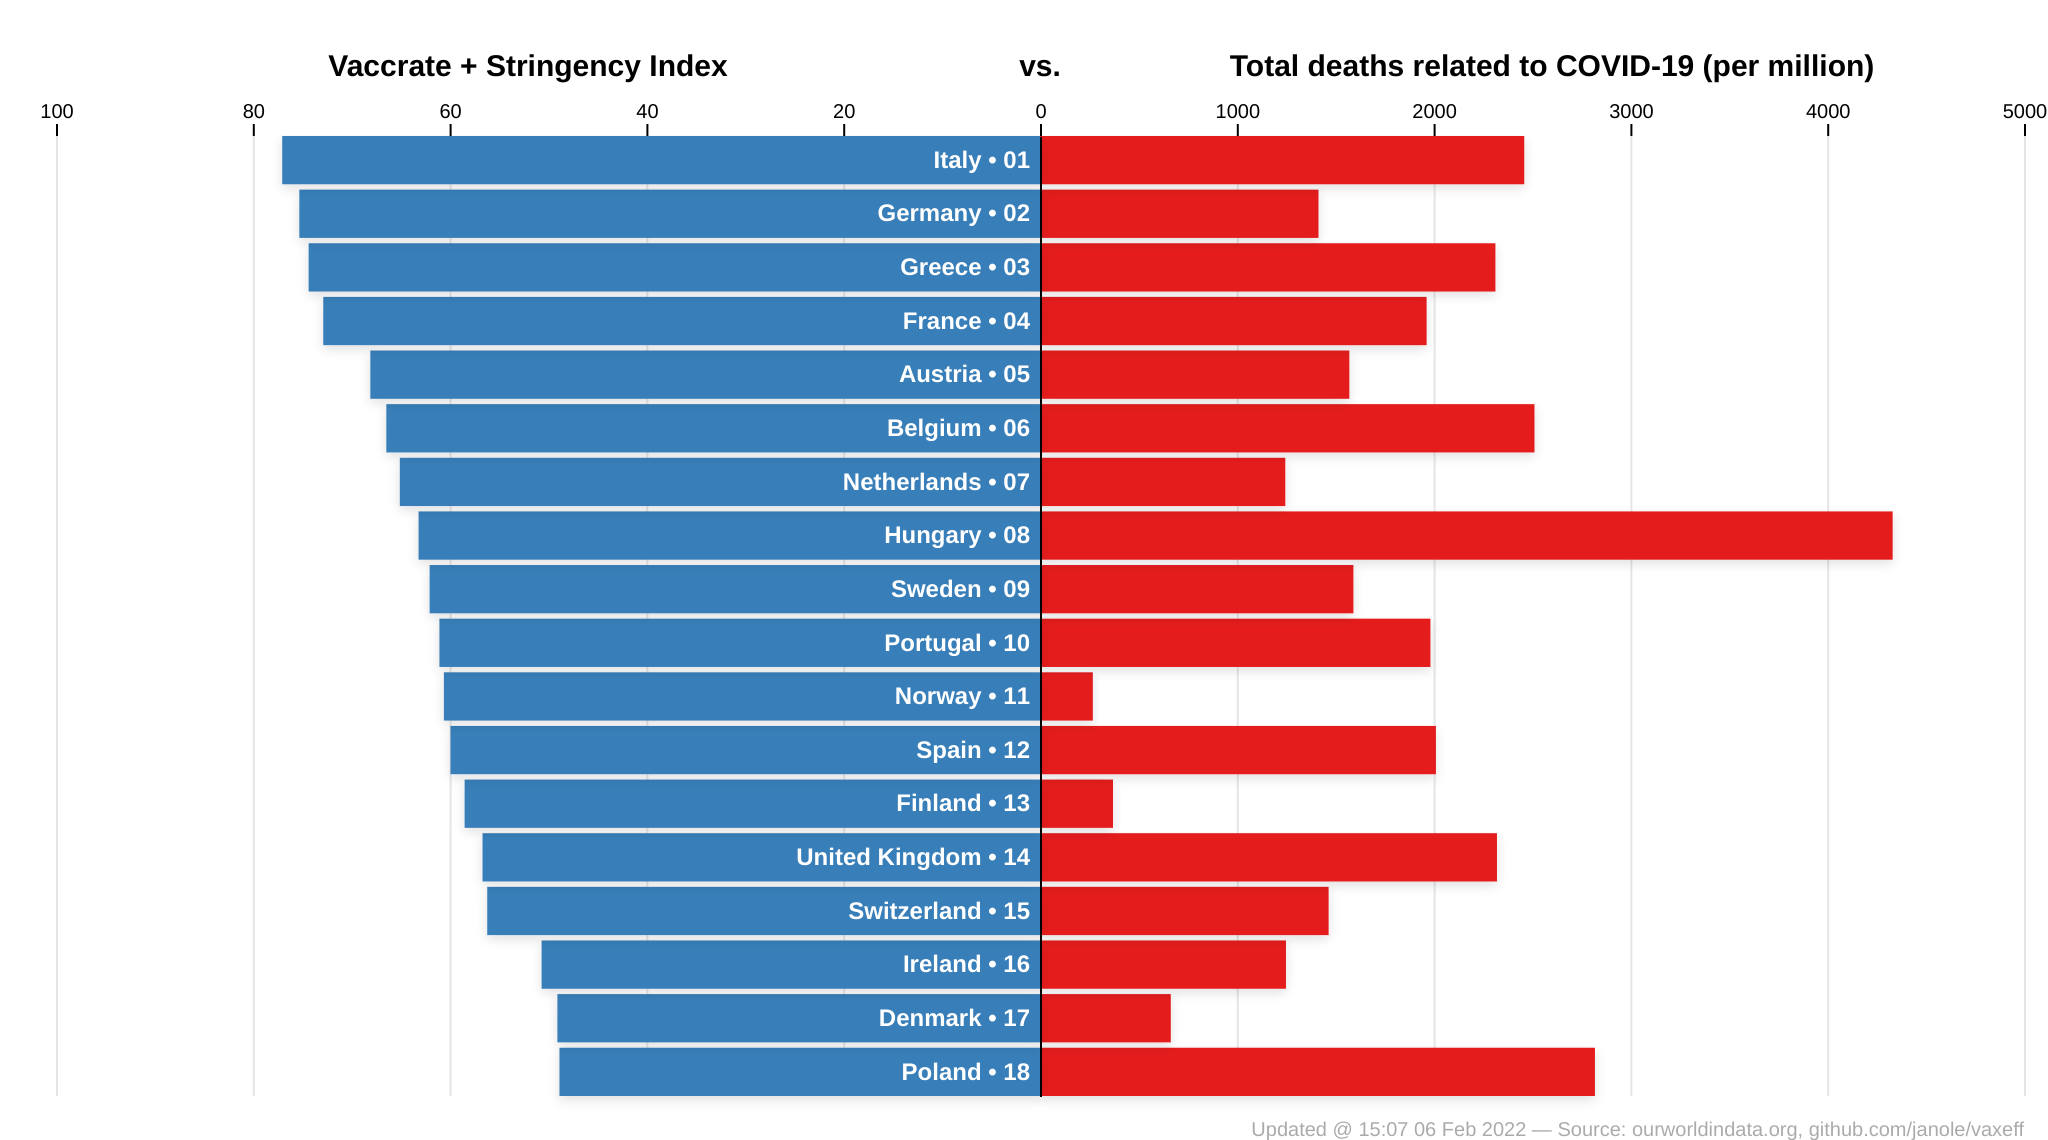 Vaccrate + Stringency Index vs. Total deaths related to COVID-19 (per million)
100 80 60 40 20 0 1000 2000 3000 4000 5000
Italy • 01
Germany • 02
Greece • 03
France • 04
Austria • 05
Belgium • 06
Netherlands • 07
Hungary • 08
Sweden • 09
Portugal • 10
Norway • 11
Spain • 12
Finland • 13
United Kingdom • 14
Switzerland • 15
Ireland • 16
Denmark • 17
Poland • 18
Updated @ 15:07 06 Feb 2022 — Source: ourworldindata.org, github.com/janole/vaxeff